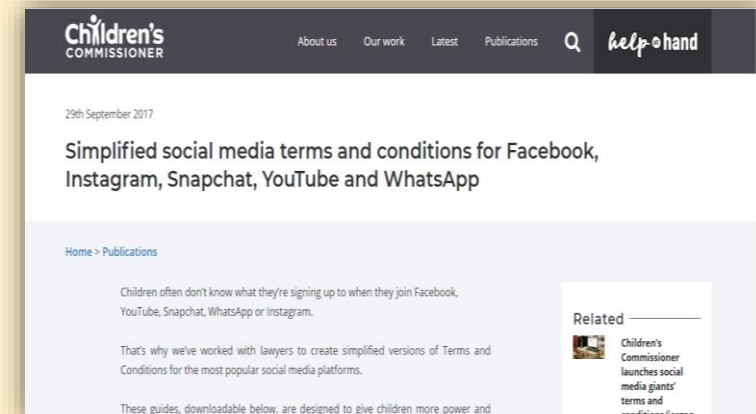 Children's
COMMISSIONER
About us Our work Latest Publications
help at hand
29th September 2017
Simplified social media terms and conditions for Facebook,
Instagram, Snapchat, YouTube and WhatsApp
Home > Publications
Children often don't know what they're signing up to when they join Facebook,
YouTube, Snapchat, WhatsApp or Instagram.
That's why we've worked with lawyers to create simplified versions of Terms and
Conditions for the most popular social media platforms.
These guides, downloadable below, are designed to give children more power and
Related
Children's
Commissioner
launches social
media giants'
terms and